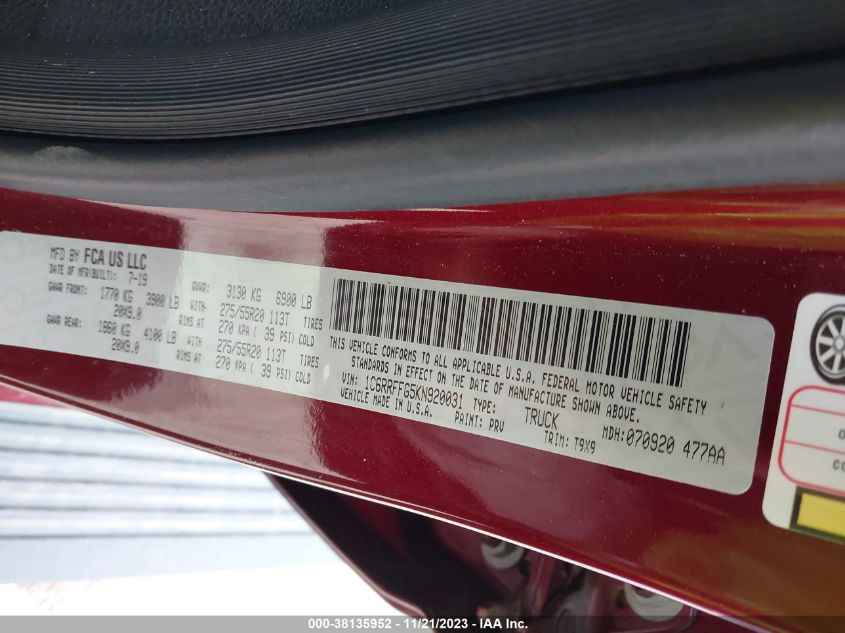 MFD BY FCA US LLC
DATE OF MFR(BUILT): 7-19
GWVR: 3130 KG 6900 LB
GAWR FRONT: 1770 KG 3900 LB WITH- 275/55R20 113T TIRES
20X9.0 RIMS AT 270 KPA ( 39 PSI) COLD
GAWR REAR: 1860 KG 4100 LB WITH- 275/55R20 113T TIRES
20X9.0 RIMS AT 270 KPA ( 39 PSI) COLD
THIS VEHICLE CONFORMS TO ALL APPLICABLE U.S.A. FEDERAL MOTOR VEHICLE SAFETY
STANDARDS IN EFFECT ON THE DATE OF MANUFACTURE SHOWN ABOVE.
VIN: 1C6RRFFG5KN920031 TYPE: TRUCK MDH:070920 477AA
VEHICLE MADE IN U.S.A. PAINT: PRV TRIM: T9X9
000-38135952 - 11/21/2023 - IAA Inc.